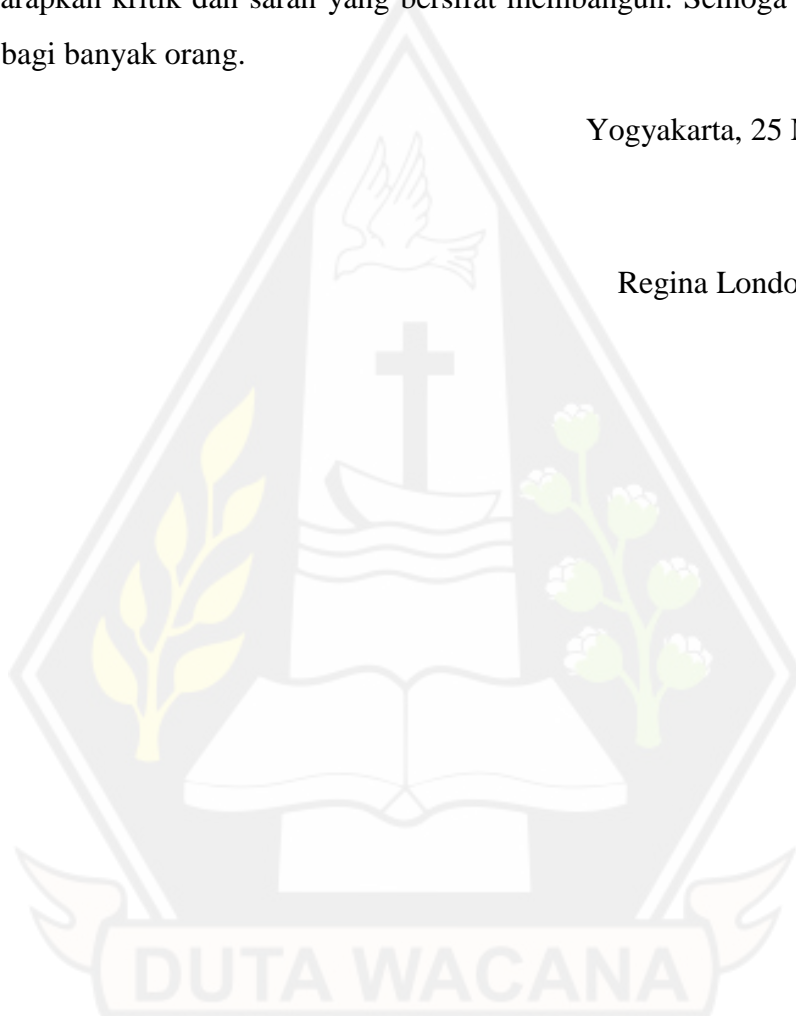 arapkan kritik dan saran yang bersifat membangun. Semoga
bagi banyak orang.
Yogyakarta, 25
Regina Londo
DUTA WACANA